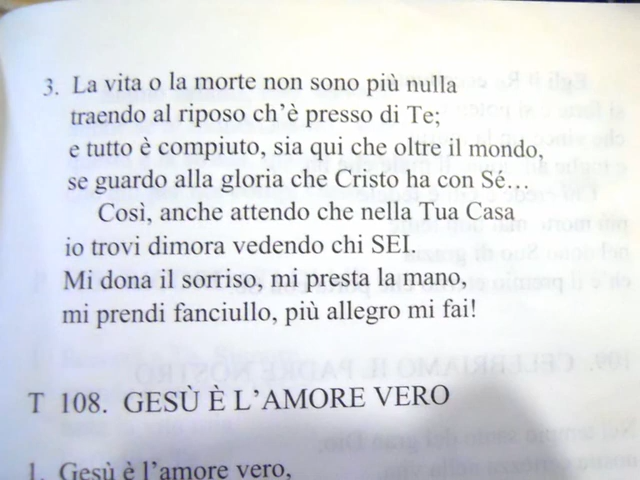 3. La vita o la morte non sono più nulla
traendo al riposo ch'è presso di Te;
e tutto è compiuto, sia qui che oltre il mondo,
se guardo alla gloria che Cristo ha con Sé...
Così, anche attendo che nella Tua Casa
io trovi dimora vedendo chi SEI.
Mi dona il sorriso, mi presta la mano,
mi prendi fanciullo, più allegro mi fai!
T 108. GESÙ È L'AMORE VERO
1. Gesù è l'amore vero,